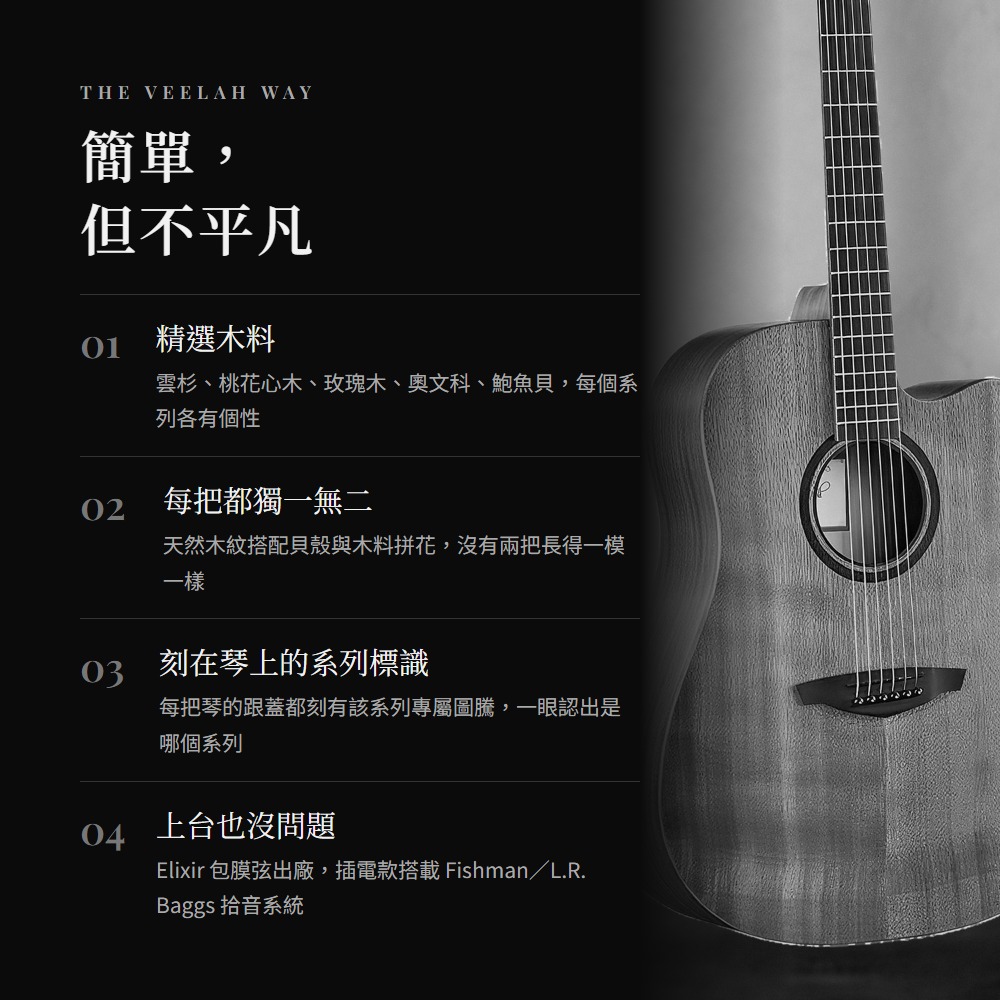 THE VEELAH WAY
簡單，
但不平凡
01
精選木料
雲杉、桃花心木、玫瑰木、奧文科、鮑魚貝，每個系
列各有個性
02
每把都獨一無二
天然木紋搭配貝殼與木料拼花，沒有兩把長得一模
一樣
03
刻在琴上的系列標識
每把琴的跟蓋都刻有該系列專屬圖騰，一眼認出是
哪個系列
04
上台也沒問題
Elixir 包膜弦出廠，插電款搭載 Fishman／L.R.
Baggs 拾音系統